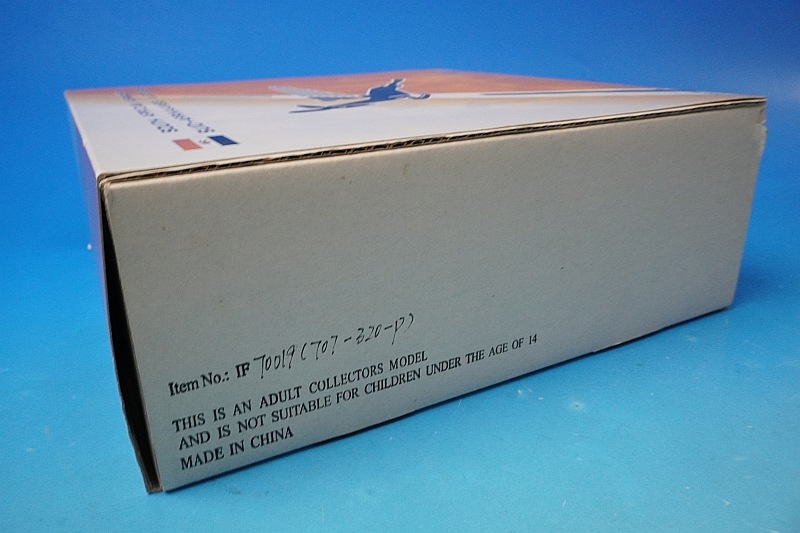 Item No.: IF 70019 (707-320-P)
THIS IS AN ADULT COLLECTORS MODEL
AND IS NOT SUITABLE FOR CHILDREN UNDER THE AGE OF 14
MADE IN CHINA